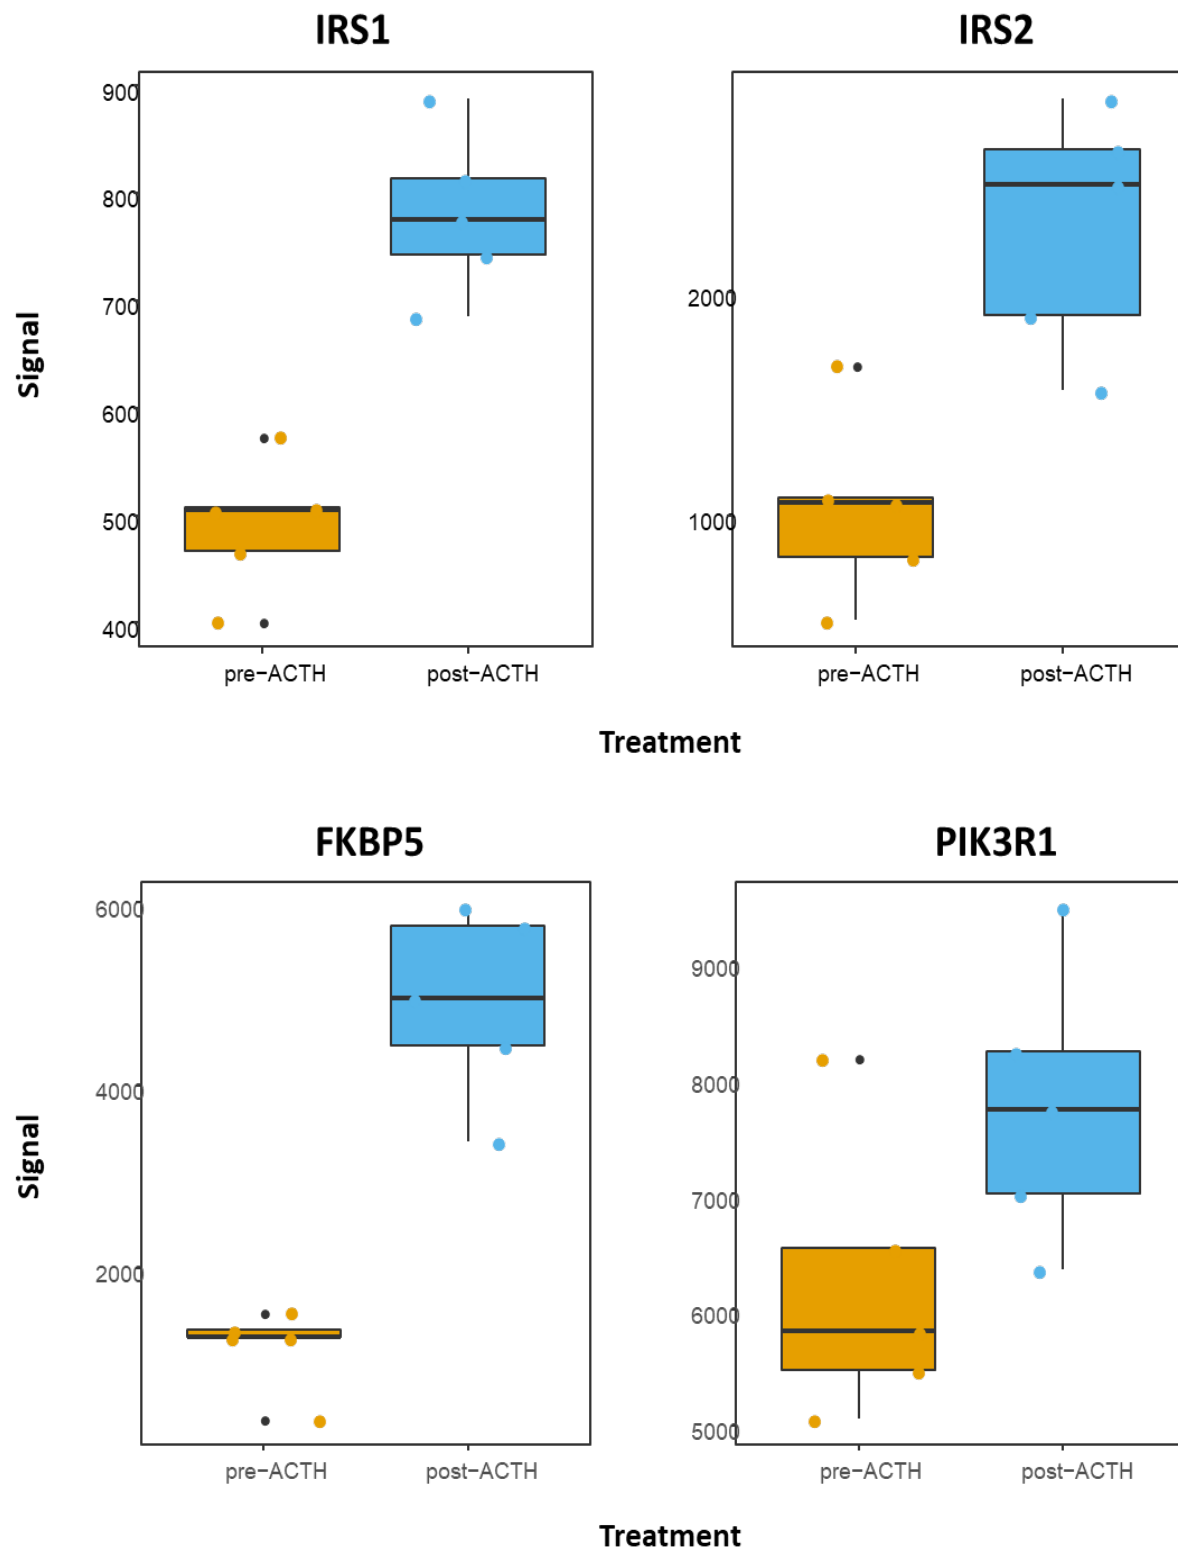 IRS1
900
800
700
600
500
400
Signal
pre-ACTH
post-ACTH
IRS2
2000
1000
pre-ACTH
post-ACTH
Treatment
FKBP5
6000
4000
2000
Signal
pre-ACTH
post-ACTH
PIK3R1
9000
8000
7000
6000
5000
pre-ACTH
post-ACTH
Treatment